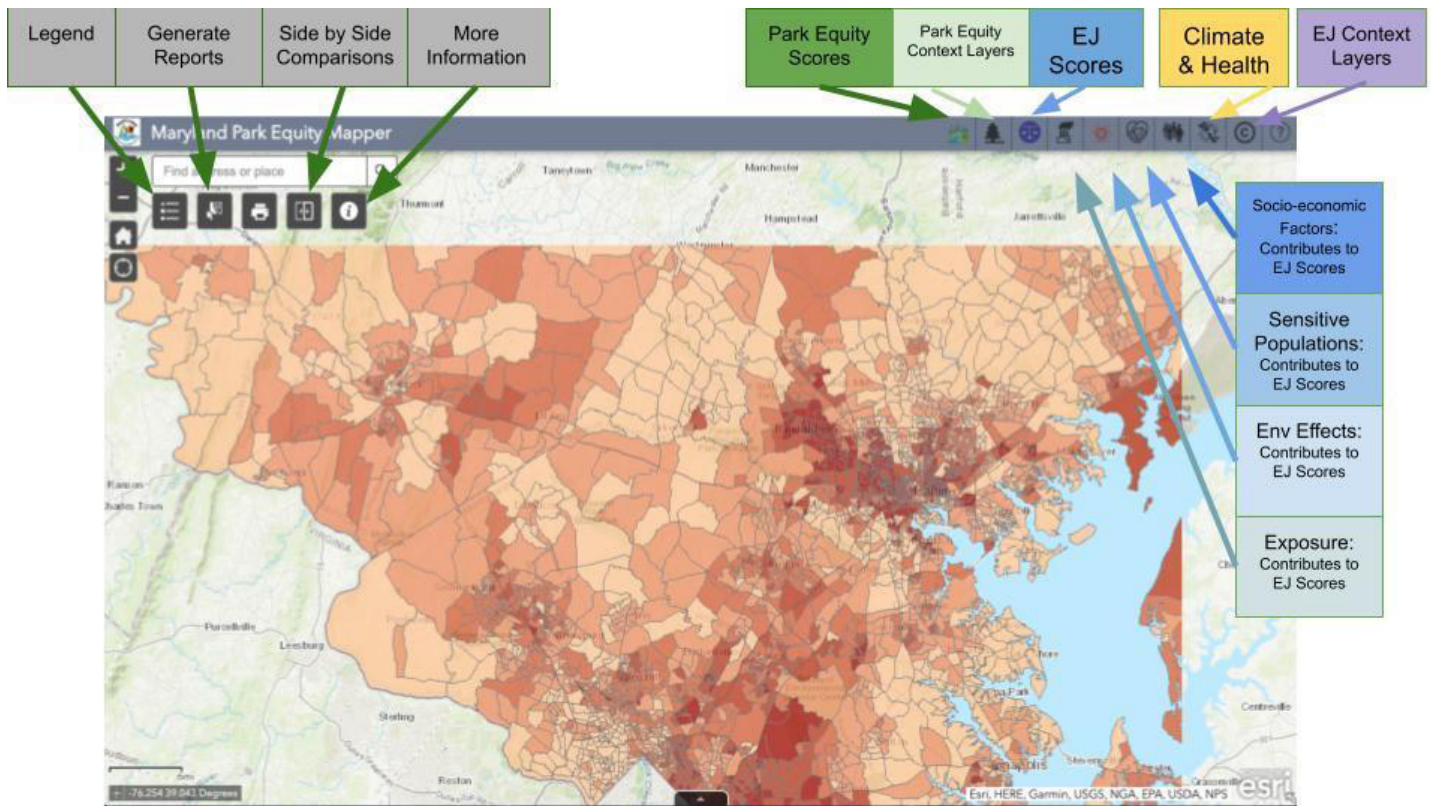 Legend
Generate
Reports
Side by Side
Comparisons
More
Information
Park Equity
Scores
Park Equity
Context Layers
EJ
Scores
Climate
& Health
EJ Context
Layers
Maryland Park Equity Mapper
Find address or place
Taneytown
Manchester
Thurmont
Hampstead
Jarrettsville
Socio-economic
Factors:
Contributes to
EJ Scores
Sensitive
Populations:
Contributes to
EJ Scores
Env Effects:
Contributes to
EJ Scores
Exposure:
Contributes to
EJ Scores
Ranson
Charles Town
VIRGINIA
Purcellville
Leesburg
Sterling
Reston
Centreville
-76.254 39.043 Degrees
Esri, HERE, Garmin, USGS, NGA, EPA, USDA, NPS
esri